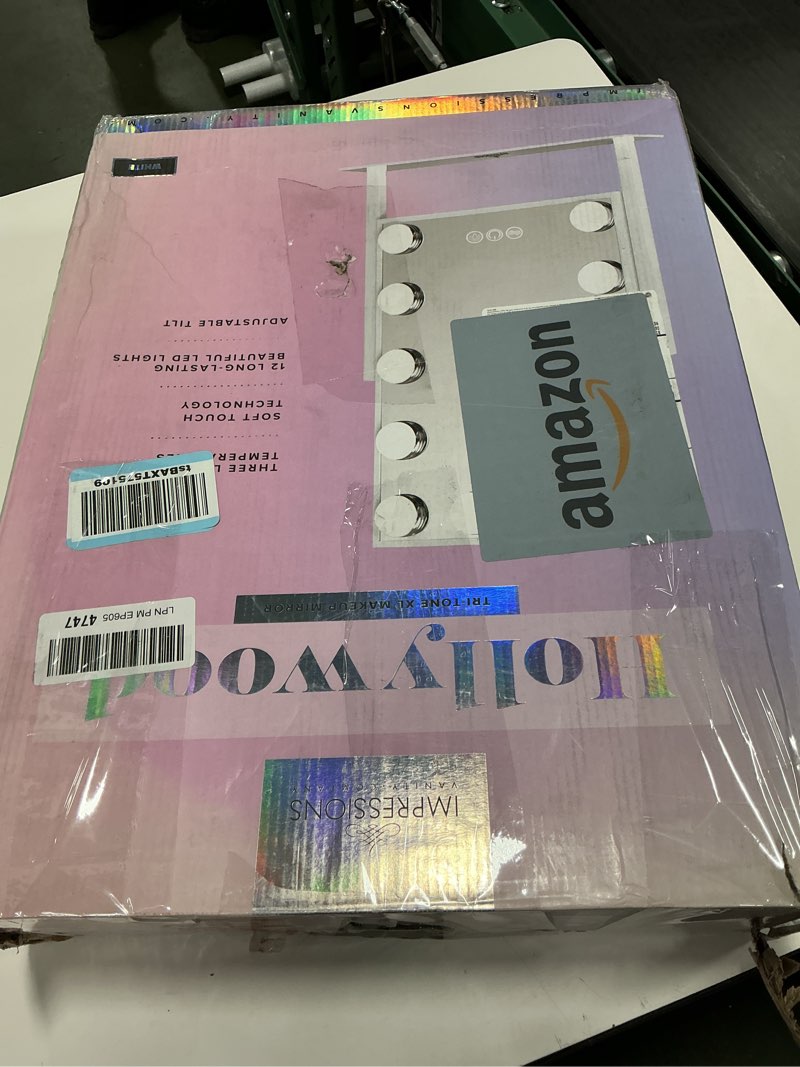 IMPRESSIONS
VANITY COMPANY
Hollywood
TRI-TONE XL MAKEUP MIRROR
LPN PM EP605 4747
tsBAXT575109
THREE L
TEMPERA
SOFT TOUCH
TECHNOLOGY
12 LONG-LASTING
BEAUTIFUL LED LIGHTS
ADJUSTABLE TILT
amazon
WHITE
IMPRESSIONSVANITY.COM